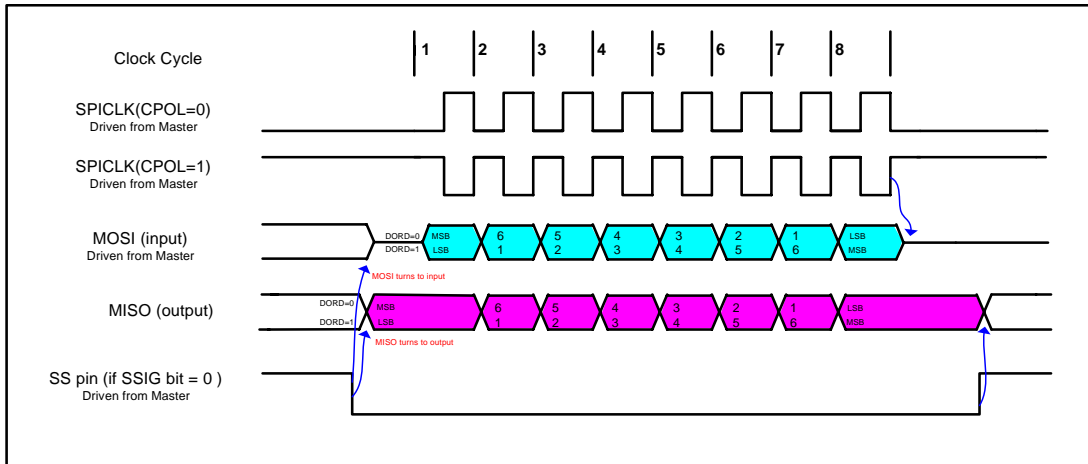 Clock Cycle 1 2 3 4 5 6 7 8
SPICLK(CPOL=0)
Driven from Master
SPICLK(CPOL=1)
Driven from Master
MOSI (input)
Driven from Master
DORD=0 MSB 6 5 4 3 2 1 LSB
DORD=1 LSB 1 2 3 4 5 6 MSB
MOSI turns to input
MISO (output)
DORD=0 MSB 6 5 4 3 2 1 LSB
DORD=1 LSB 1 2 3 4 5 6 MSB
MISO turns to output
SS pin (if SSIG bit = 0 )
Driven from Master